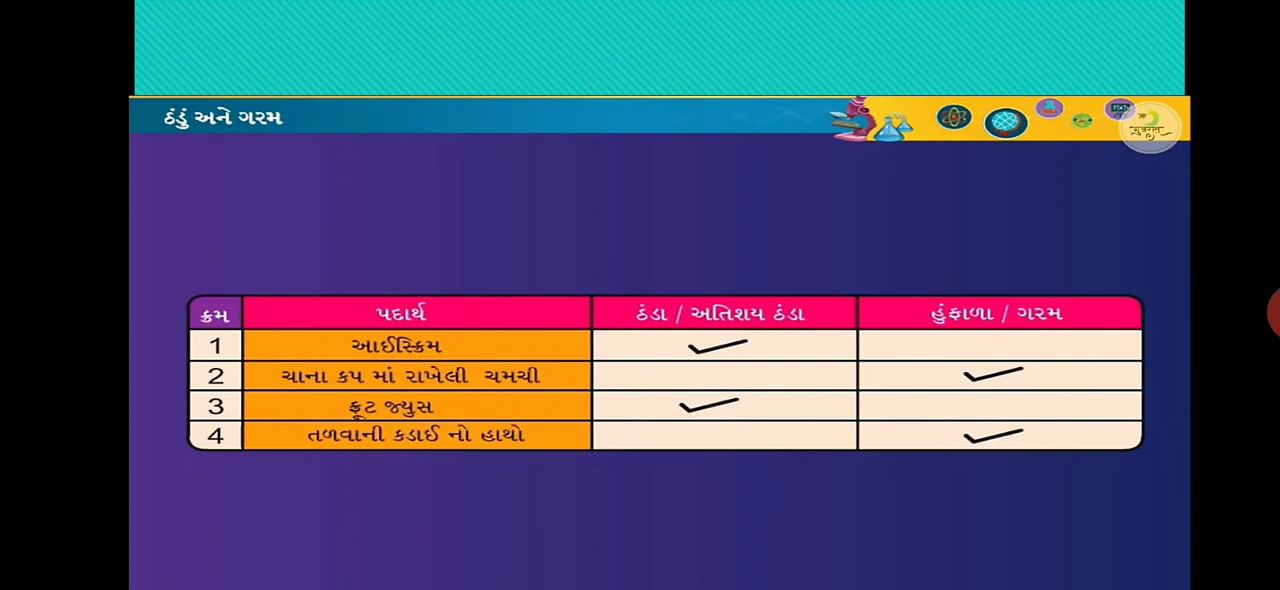 ઠંડું અને ગરમ
ક્રમ પદાર્થ ઠંડા / અતિશય ઠંડા હુંફાળા / ગરમ
1 આઈસ્ક્રિમ ✓
2 ચાના કપ માં રાખેલી ચમચી ✓
3 ફ્રૂટ જ્યુસ ✓
4 તળવાની કડાઈ નો હાથો ✓